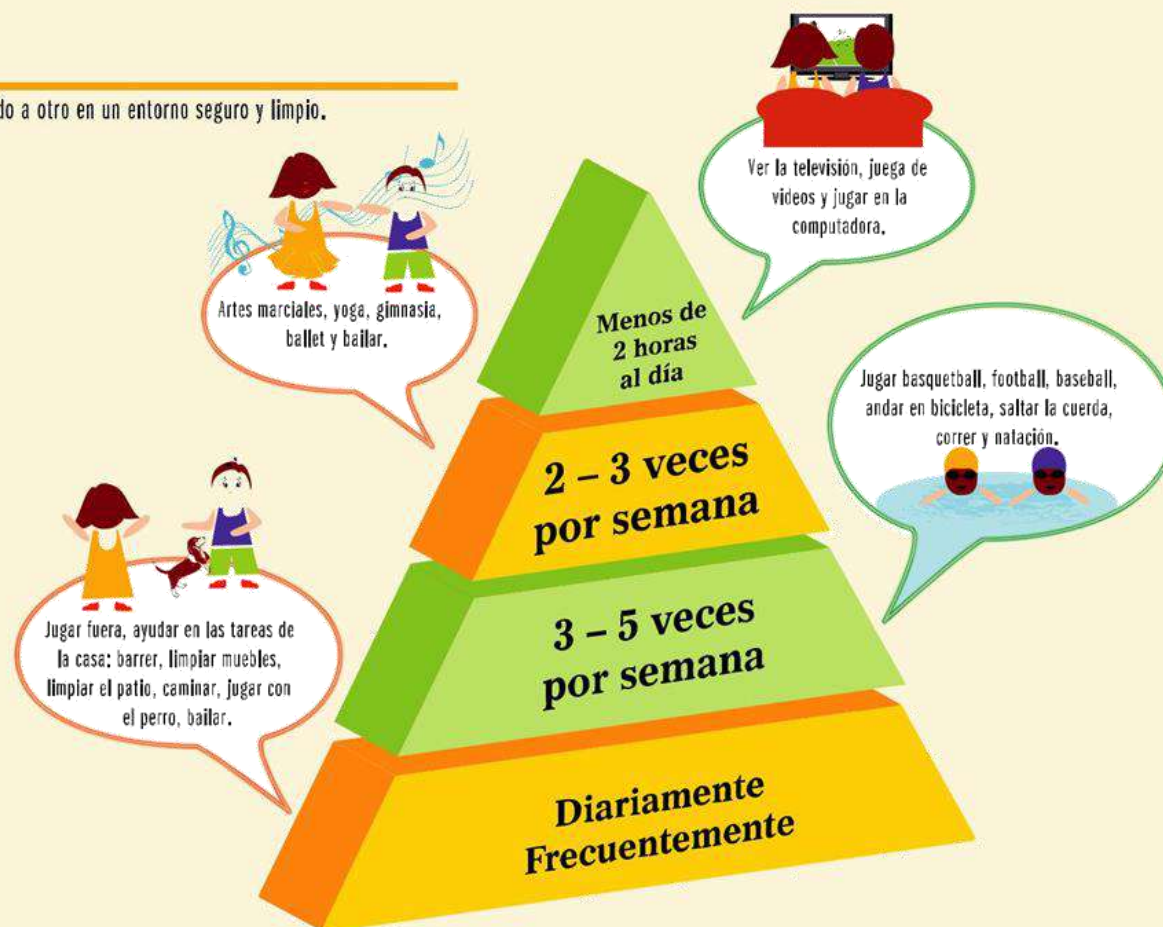 a otro en un entorno seguro y limpio.
Ver la televisión, juega de
videos y jugar en la
computadora.
Artes marciales, yoga, gimnasia,
ballet y bailar.
Menos de
2 horas
al día
Jugar basquetball, football, baseball,
andar en bicicleta, saltar la cuerda,
correr y natación.
2 – 3 veces
por semana
Jugar fuera, ayudar en las tareas de
la casa: barrer, limpiar muebles,
limpiar el patio, caminar, jugar con
el perro, bailar.
3 – 5 veces
por semana
Diariamente
Frecuentemente